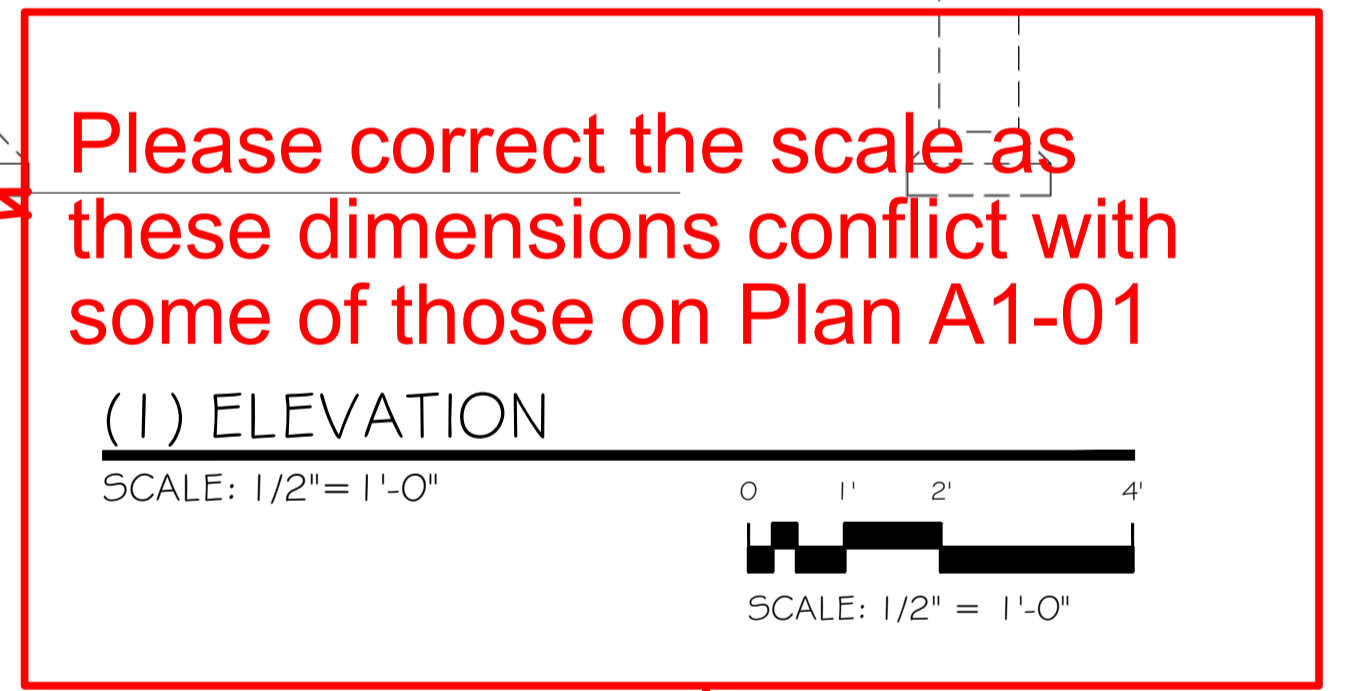 Please correct the scale as
these dimensions conflict with
some of those on Plan A1-01
(1) ELEVATION
SCALE: 1/2"= 1'-0"
0 1' 2' 4'
SCALE: 1/2" = 1'-0"